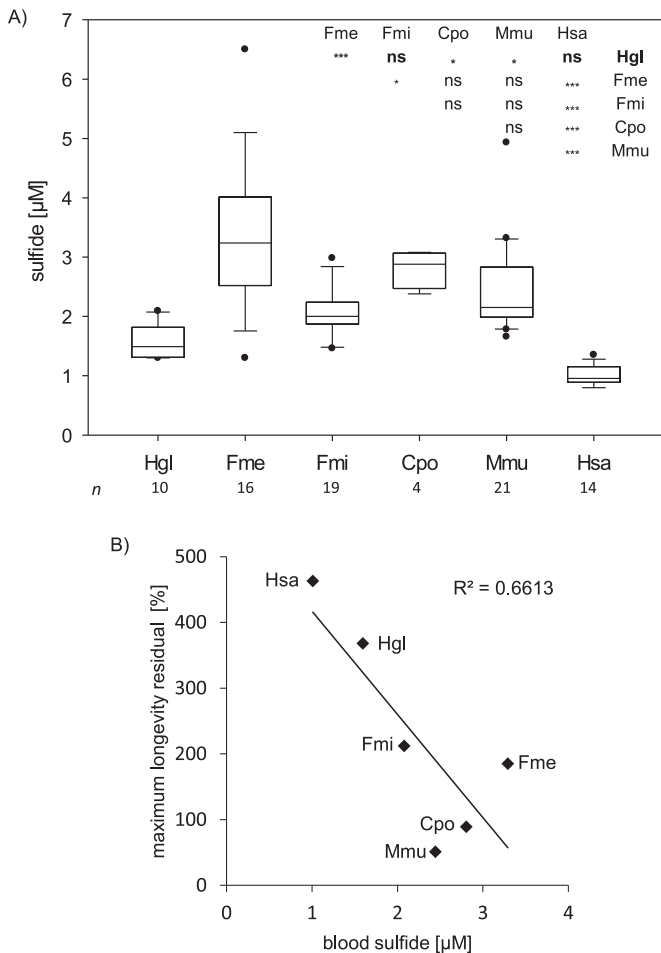 A)
7
6
5
4
3
2
1
0
sulfide [µM]
Fme Fmi Cpo Mmu Hsa
*** ns * * ns Hgl
* ns ns *** Fme
ns ns *** Fmi
ns *** Cpo
*** Mmu
Hgl Fme Fmi Cpo Mmu Hsa
n 10 16 19 4 21 14
B)
500
400
300
200
100
0
maximum longevity residual [%]
R² = 0.6613
Hsa
Hgl
Fmi
Fme
Cpo
Mmu
0 1 2 3 4
blood sulfide [µM]